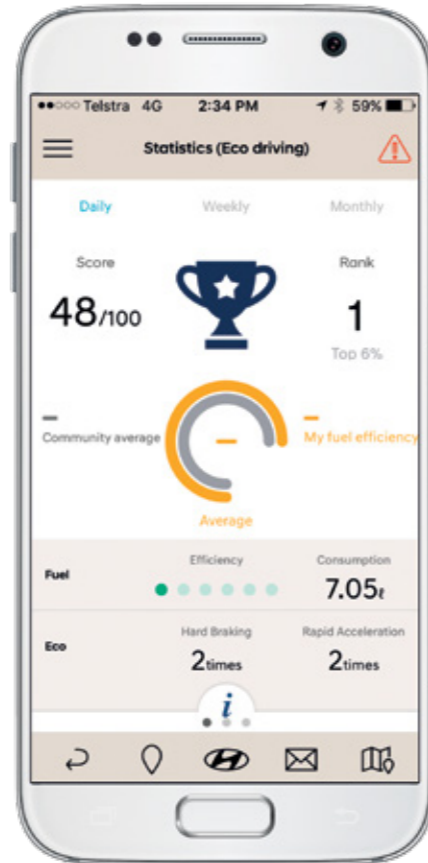 Telstra 4G 2:34 PM 59%
Statistics (Eco driving)
Daily Weekly Monthly
Score Rank
48/100 1
Top 6%
Community average My fuel efficiency
Average
Efficiency Consumption
Fuel 7.05ℓ
Hard Braking Rapid Acceleration
Eco 2times 2times
i